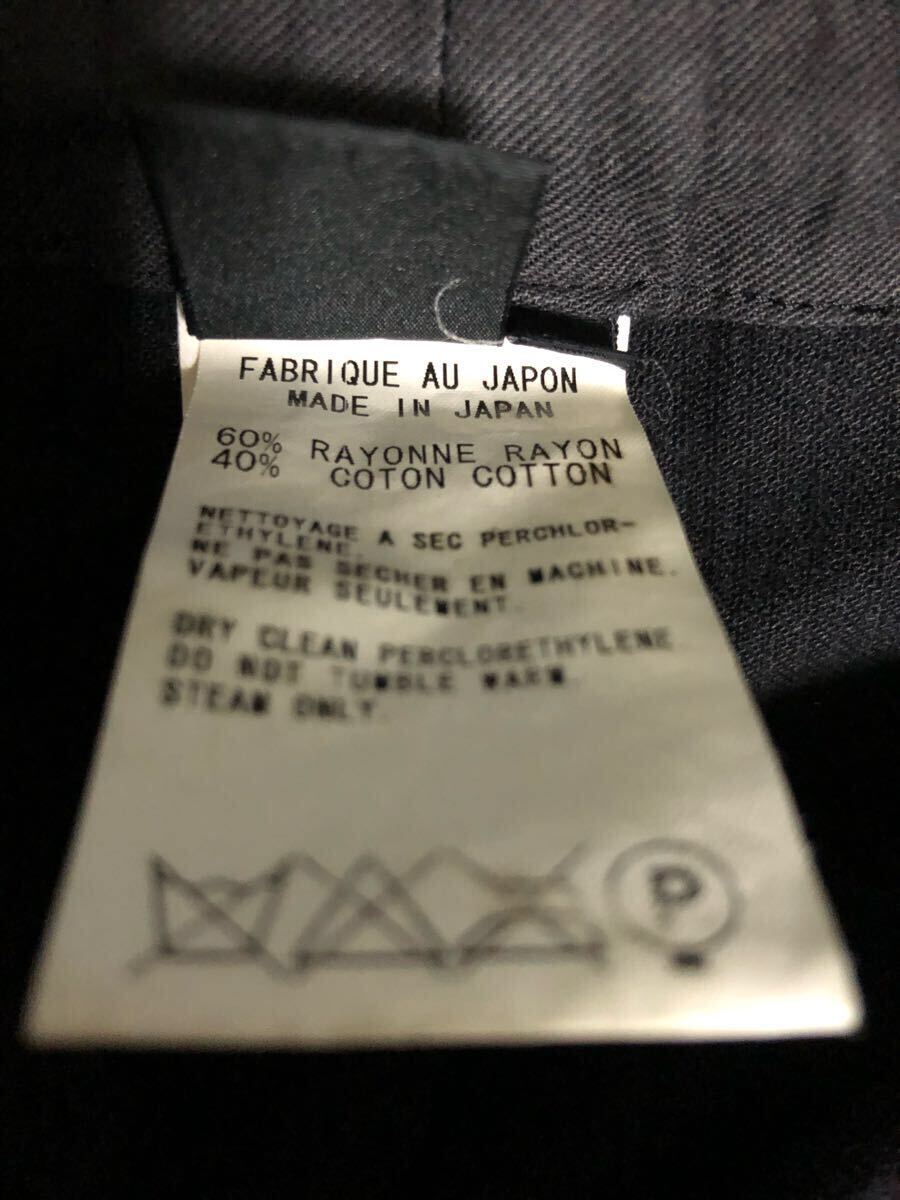 FABRIQUE AU JAPON
MADE IN JAPAN
60% RAYONNE RAYON
40% COTON COTTON
NETTOYAGE A SEC PERCHLOR-
ETHYLENE.
NE PAS SECHER EN MACHINE.
VAPEUR SEULEMENT.
DRY CLEAN PERCLORETHYLENE.
DO NOT TUMBLE WARM.
STEAM ONLY.
P